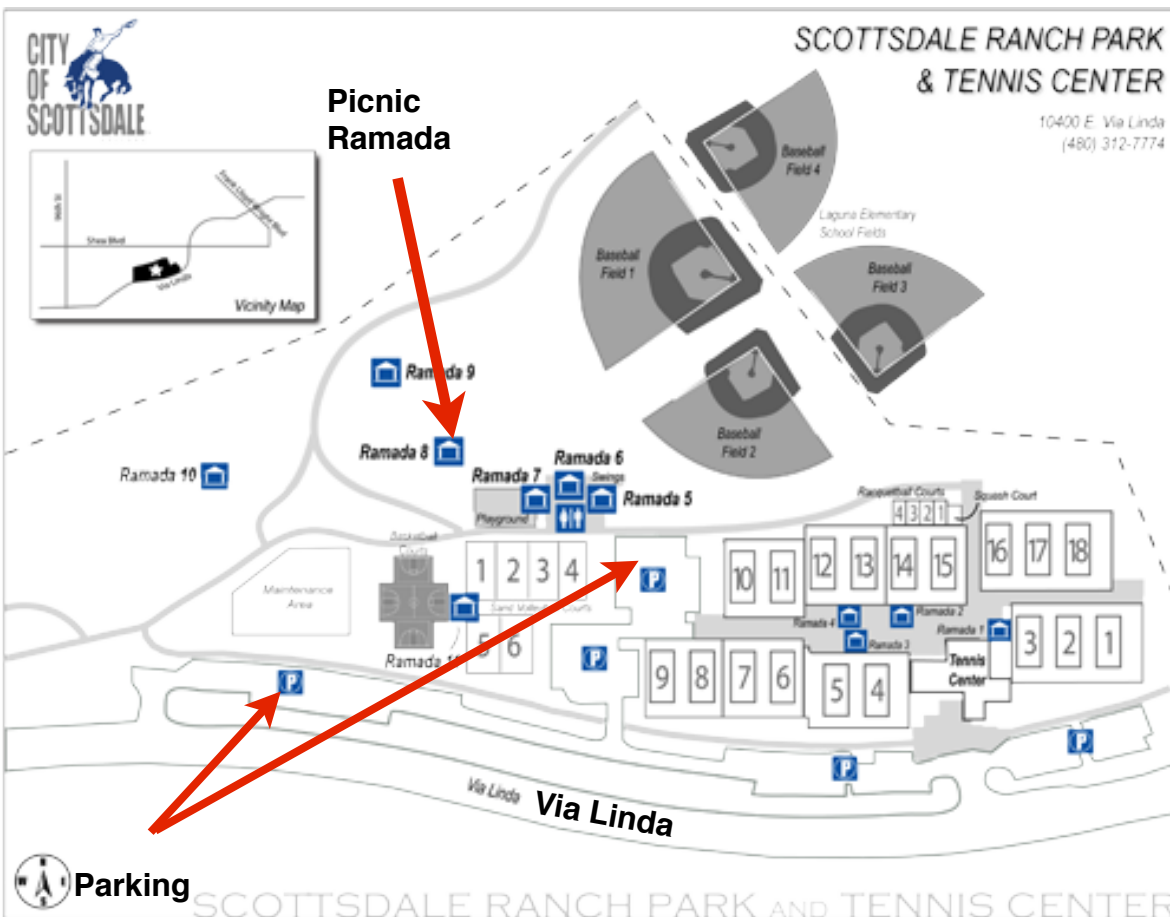 CITY
OF
SCOTTSDALE
SCOTTSDALE RANCH PARK
& TENNIS CENTER
10400 E. Via Linda
(480) 312-7774
Picnic
Ramada
Shea Blvd
Frank Lloyd Wright Blvd
Via Linda
Vicinity Map
Baseball
Field 4
Laguna Elementary
School Fields
Baseball
Field 1
Baseball
Field 3
Baseball
Field 2
Ramada 9
Ramada 8
Ramada 10
Ramada 7
Ramada 6
Swings
Ramada 5
Playground
Racquetball Courts
4 3 2 1
Squash Court
Basketball
Courts
Maintenance
Area
1 2 3 4
Sand Volleyball Courts
5 6
P
10 11
12 13 14 15
16 17 18
Ramada 4
Ramada 2
Ramada 3
Ramada 1
3 2 1
Tennis
Center
9 8 7 6
5 4
P
P
P
P
Via Linda
Via Linda
N
Parking
SCOTTSDALE RANCH PARK AND TENNIS CENTER